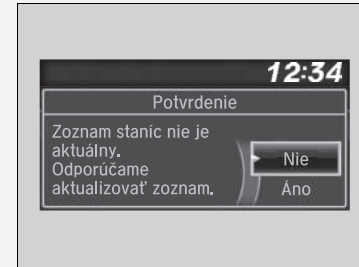 12:34
Potvrdenie
Zoznam staníc nie je
aktuálny.
Odporúčame
aktualizovať zoznam.
Nie
Áno